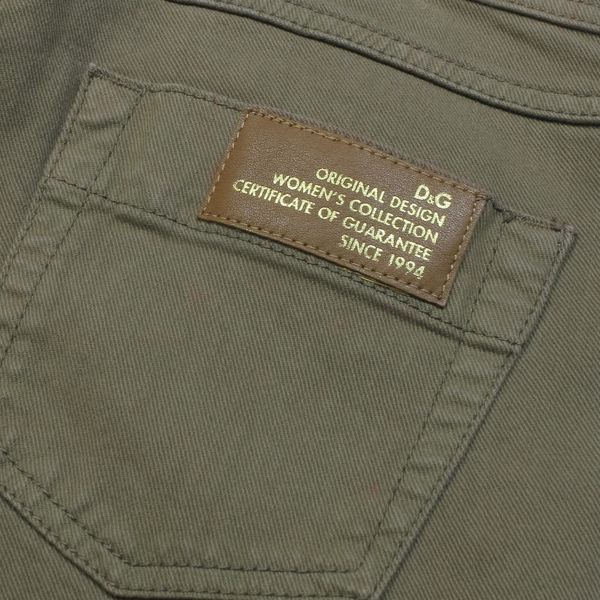 D&G
ORIGINAL DESIGN
WOMEN'S COLLECTION
CERTIFICATE OF GUARANTEE
SINCE 1994